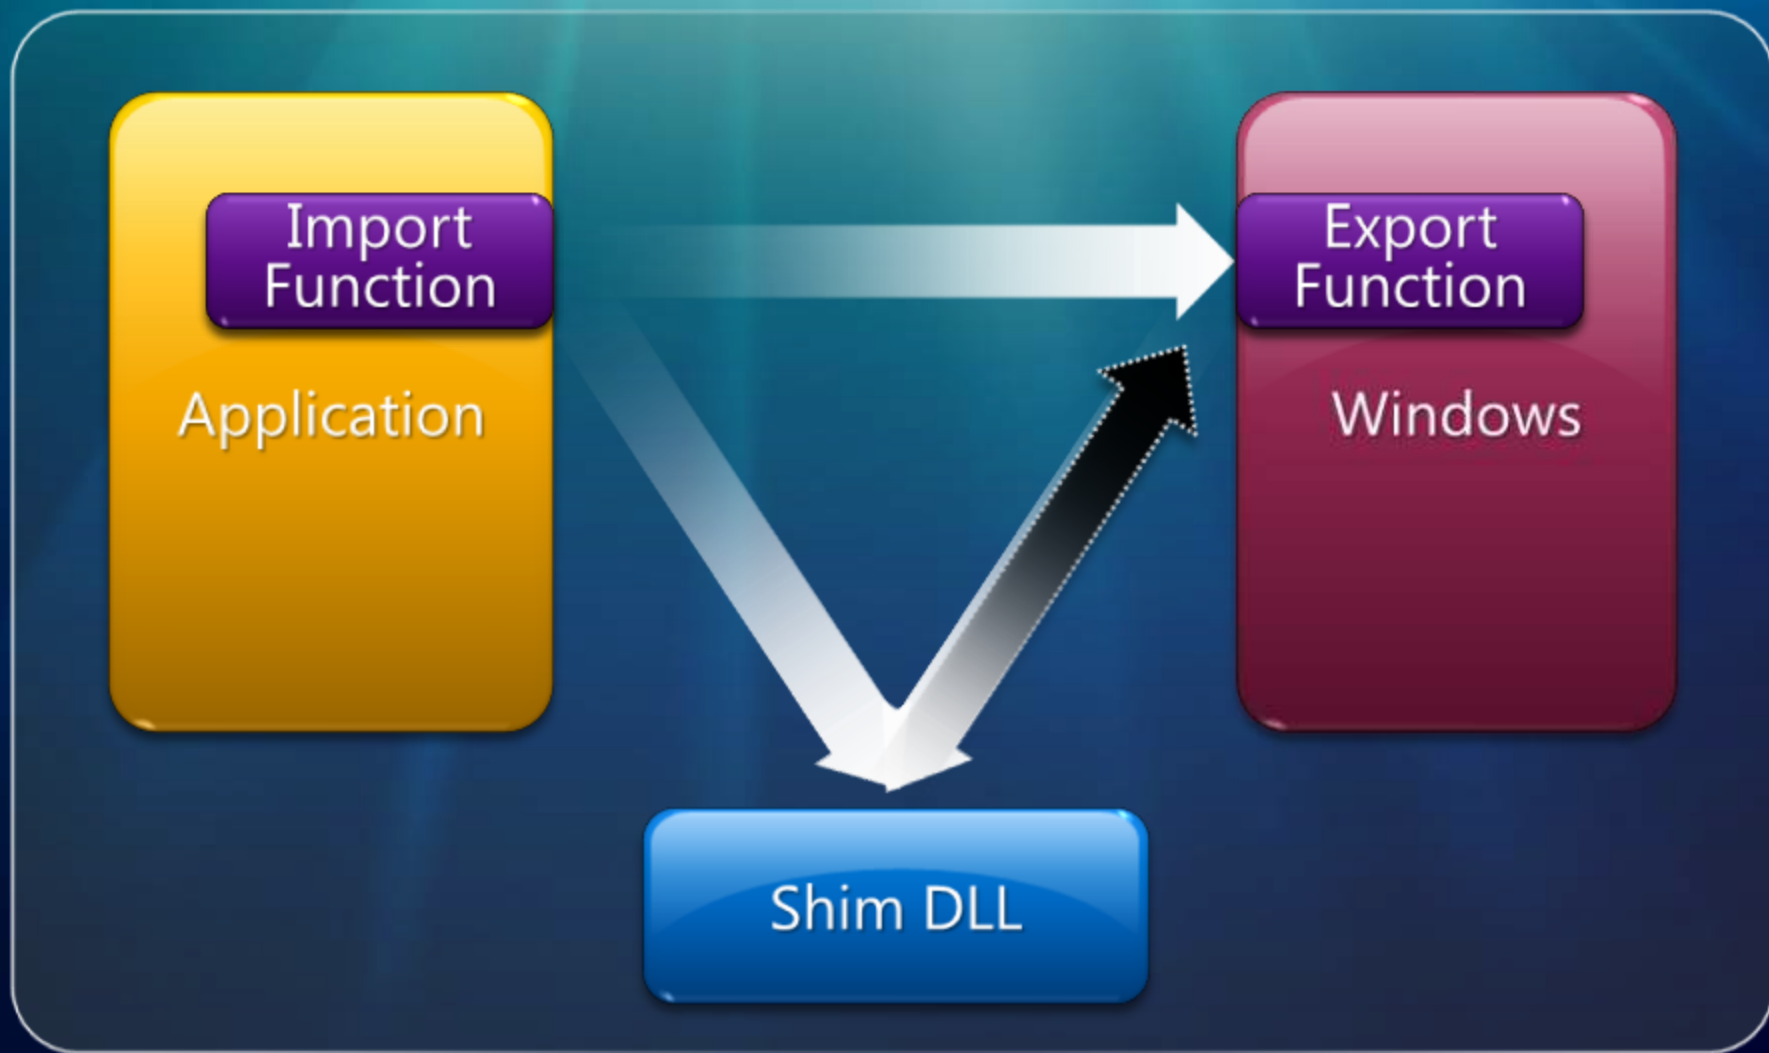 Import
Function
Application
Export
Function
Windows
Shim DLL